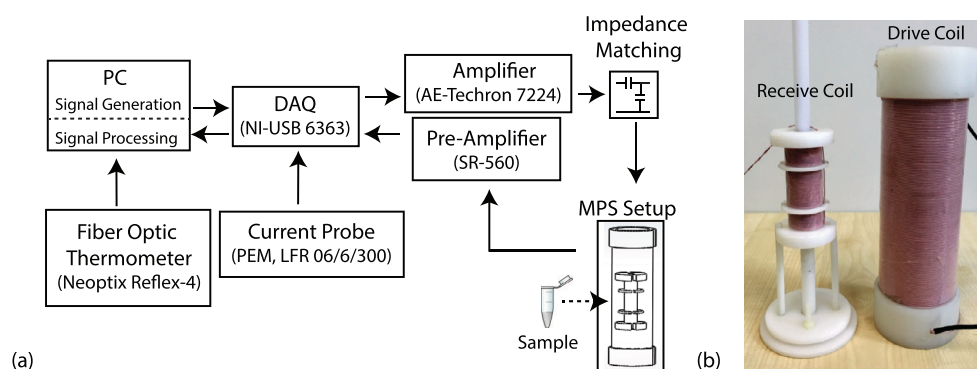 PC
Signal Generation
Signal Processing
DAQ
(NI-USB 6363)
Amplifier
(AE-Techron 7224)
Impedance
Matching
Pre-Amplifier
(SR-560)
Fiber Optic
Thermometer
(Neoptix Reflex-4)
Current Probe
(PEM, LFR 06/6/300)
MPS Setup
Sample
(a)
Receive Coil
Drive Coil
(b)